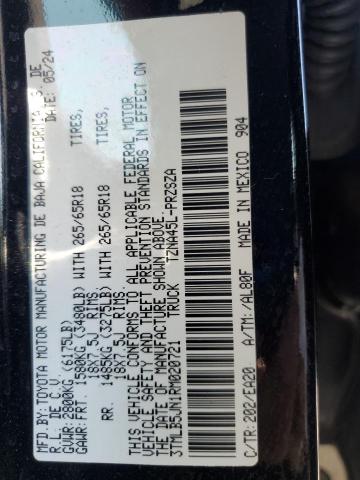 MFD.BY:TOYOTA MOTOR MANUFACTURING DE BAJA CALIFORNIA S. DE
R.L. DE C.V. DATE: 05/24
GVWR: 2800KG (6175LB)
GAWR:FRT. 1580KG (3480LB) WITH 265/65R18 TIRES,
18X7.5J RIMS
RR. 1485KG (3275LB) WITH 265/65R18 TIRES,
18X7.5J RIMS.
THIS VEHICLE CONFORMS TO ALL APPLICABLE FEDERAL MOTOR
VEHICLE SAFETY AND THEFT PREVENTION STANDARDS IN EFFECT ON
THE DATE OF MANUFACTURE SHOWN ABOVE.
3TMLB5JN1RM020721 TRUCK TZNA45L-PRZSZA
C/TR:202/EA20 A/TM:/AL80F MADE IN MEXICO 904